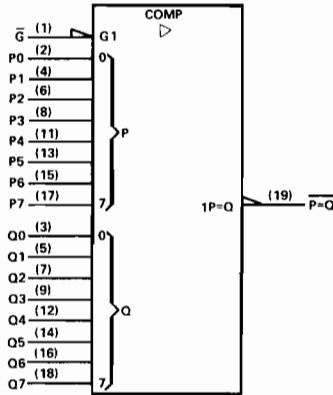 COMP
G̅ (1) G1 ▷
P0 (2) 0
P1 (4)
P2 (6)
P3 (8)
P4 (11) P
P5 (13)
P6 (15)
P7 (17) 7
1P=Q (19) P̅=̅Q̅
Q0 (3) 0
Q1 (5)
Q2 (7)
Q3 (9)
Q4 (12) Q
Q5 (14)
Q6 (16)
Q7 (18) 7